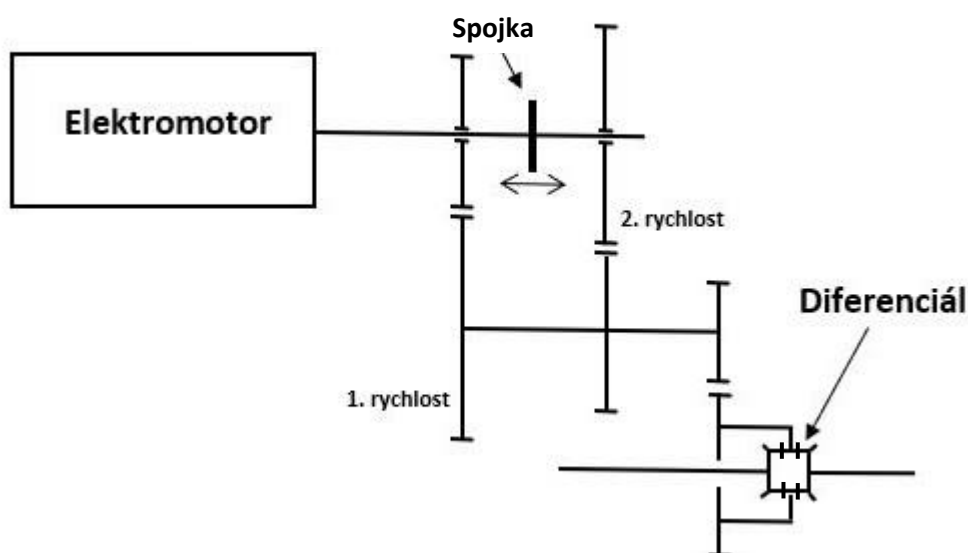 Spojka
Elektromotor
2. rychlost
Diferenciál
1. rychlost